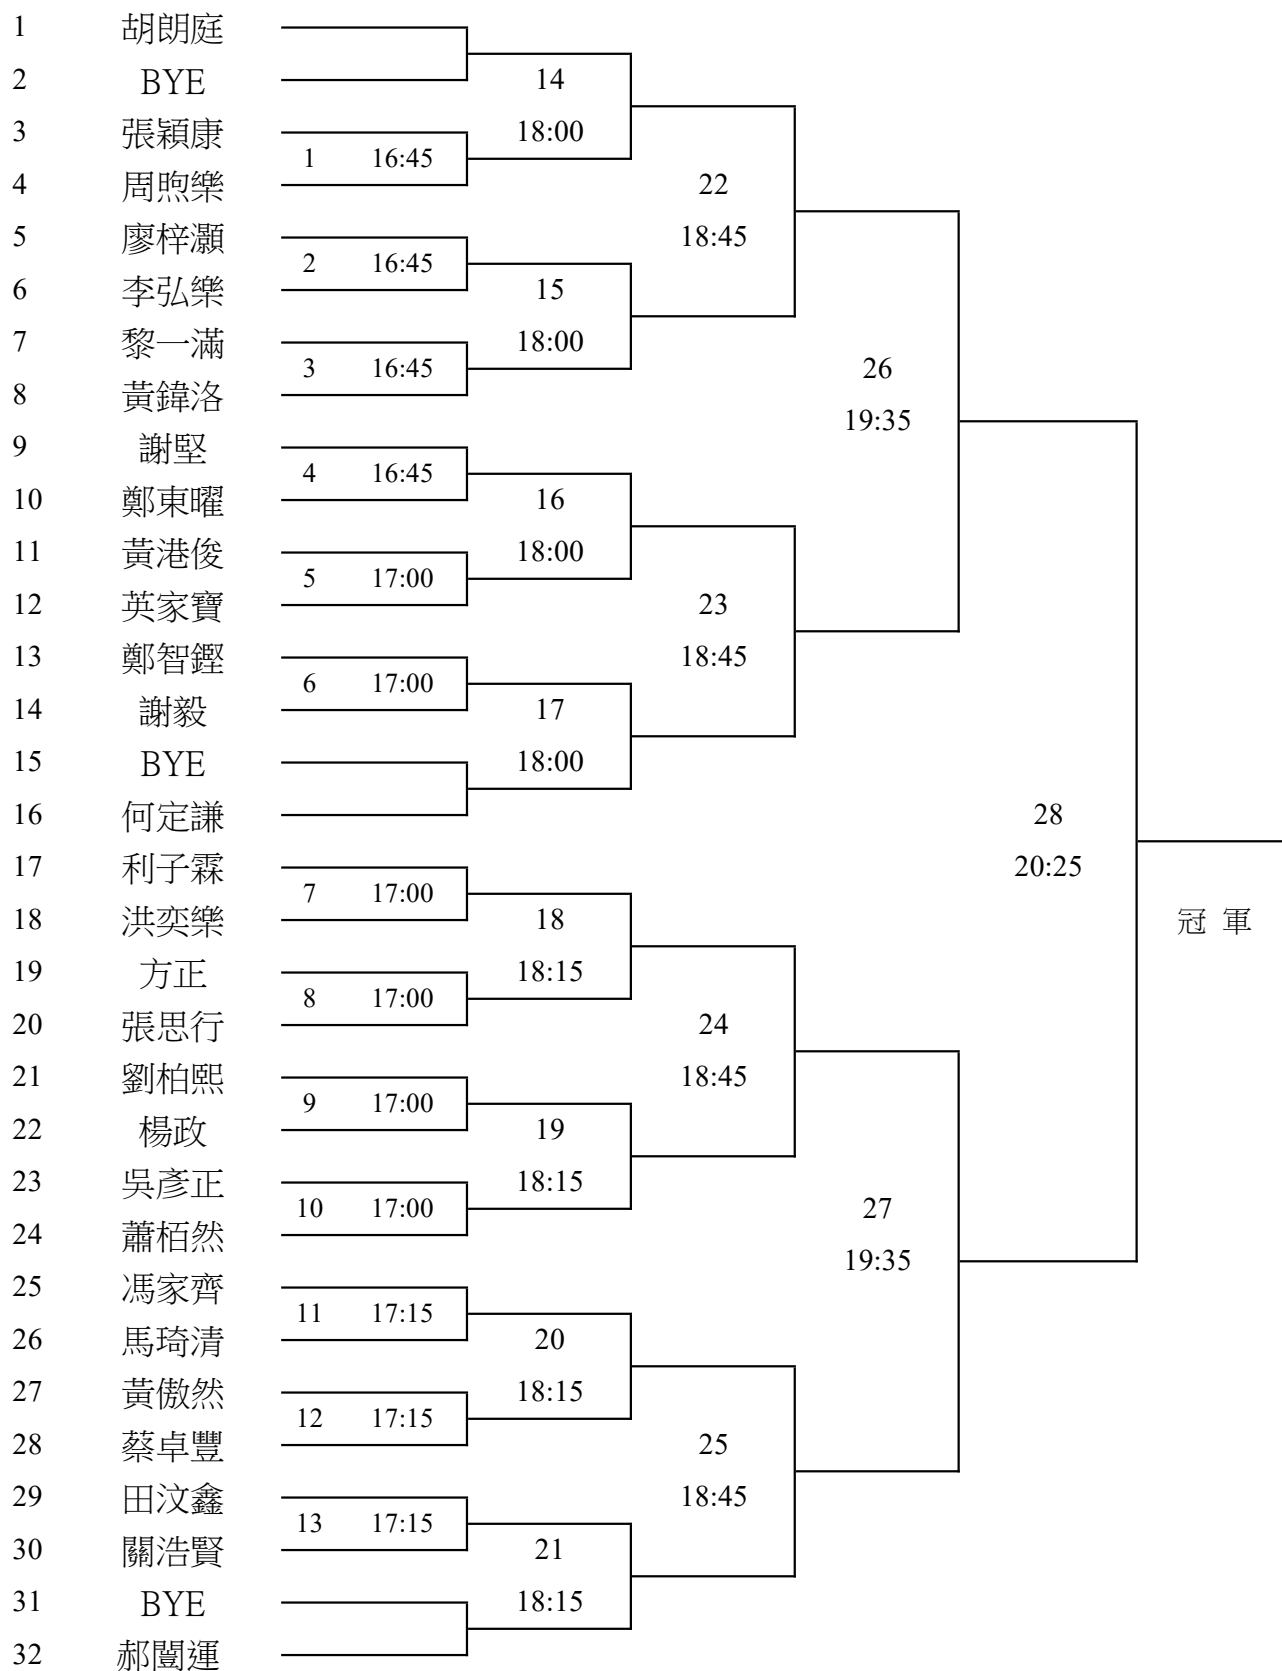 1 胡朗庭
2 BYE 14
3 張穎康 18:00
1 16:45
4 周煦樂 22
5 廖梓灝 18:45
2 16:45
6 李弘樂 15
7 黎一滿 18:00
3 16:45 26
8 黃鍏洛 19:35
9 謝堅
4 16:45
10 鄭東曜 16
11 黃港俊 18:00
5 17:00
12 英家寶 23
13 鄭智鏗 18:45
6 17:00
14 謝毅 17
15 BYE 18:00
16 何定謙 28
17 利子霖 20:25
7 17:00
18 洪奕樂 18 冠 軍
19 方正 18:15
8 17:00
20 張思行 24
21 劉柏熙 18:45
9 17:00
22 楊政 19
23 吳彥正 18:15
10 17:00 27
24 蕭栢然 19:35
25 馮家齊
11 17:15
26 馬琦清 20
27 黃傲然 18:15
12 17:15
28 蔡卓豐 25
29 田汶鑫 18:45
13 17:15
30 關浩賢 21
31 BYE 18:15
32 郝闓運